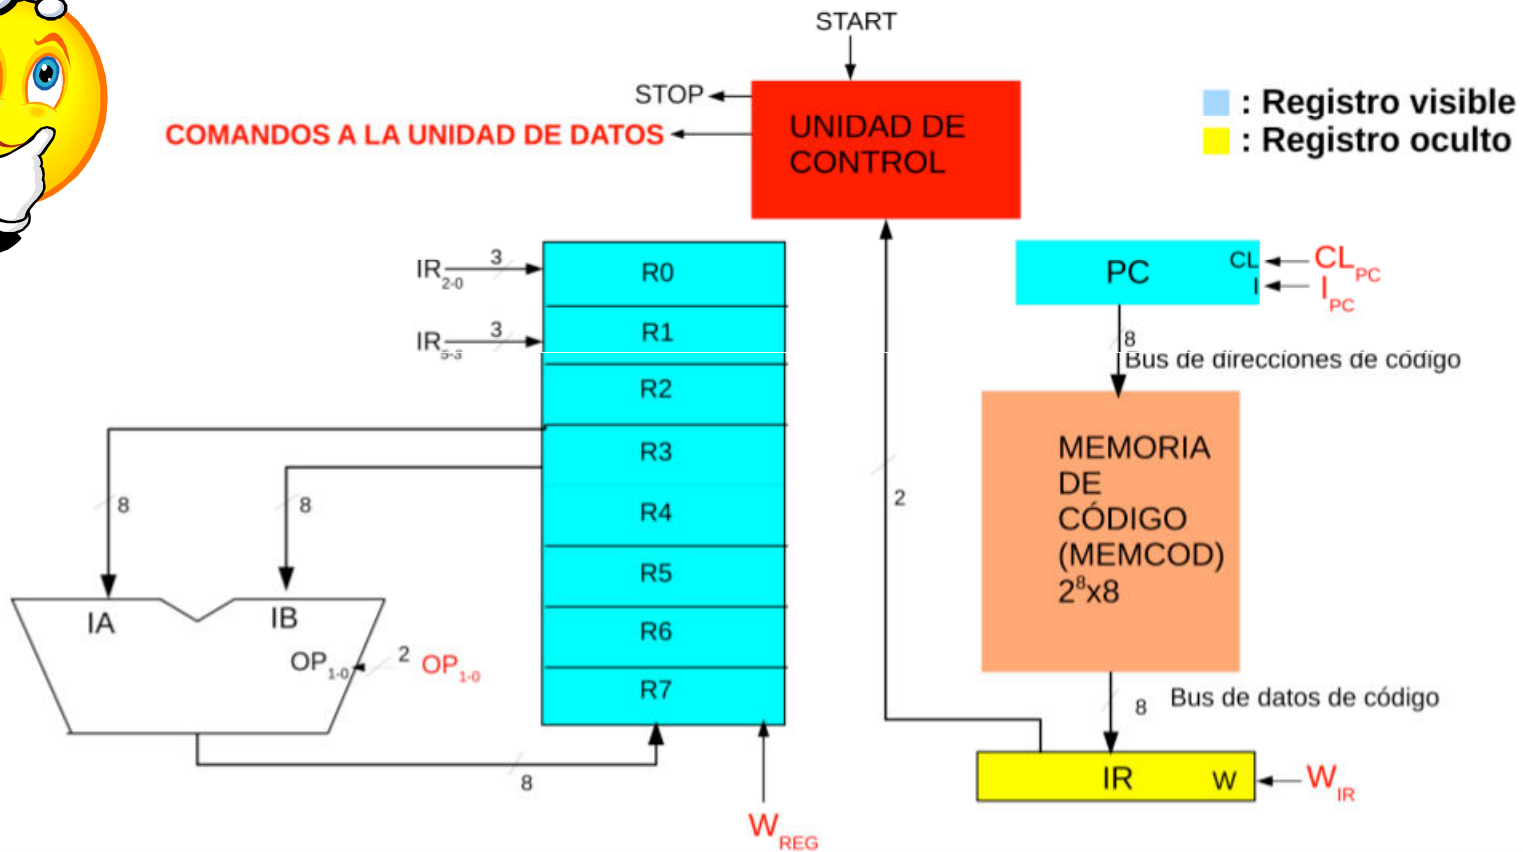 START
STOP
COMANDOS A LA UNIDAD DE DATOS
UNIDAD DE
CONTROL
: Registro visible
: Registro oculto
IR2-0
3
IR5-3
3
R0
R1
R2
R3
R4
R5
R6
R7
PC
CL
I
CLPC
IPC
8
Bus de direcciones de código
MEMORIA
DE
CÓDIGO
(MEMCOD)
2^8x8
2
8
8
IA
IB
OP1-0
2
OP1-0
8
WREG
8
Bus de datos de código
IR
W
WIR